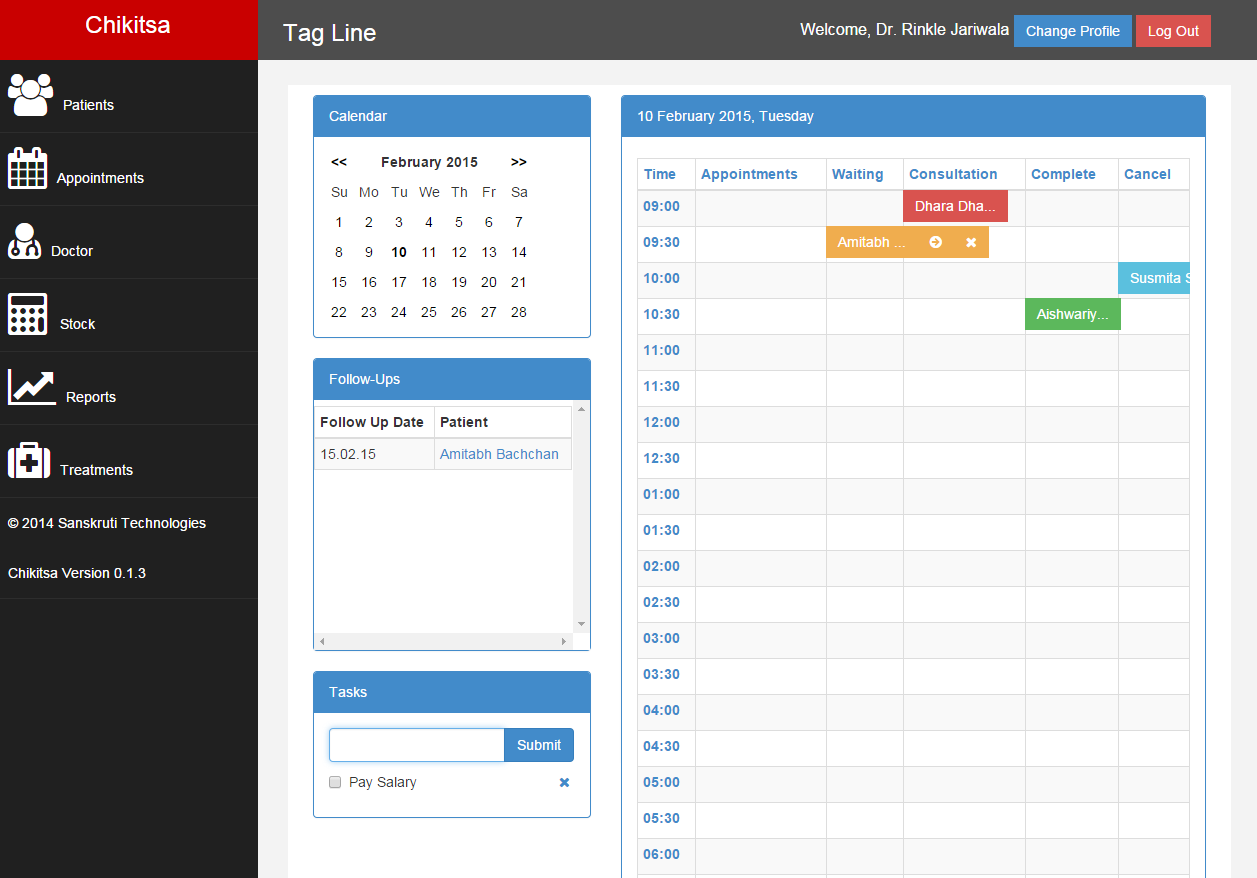 Chikitsa
Tag Line
Welcome, Dr. Rinkle Jariwala Change Profile Log Out
Patients
Appointments
Doctor
Stock
Reports
Treatments
© 2014 Sanskruti Technologies
Chikitsa Version 0.1.3
Calendar
<< February 2015 >>
Su Mo Tu We Th Fr Sa
1 2 3 4 5 6 7
8 9 10 11 12 13 14
15 16 17 18 19 20 21
22 23 24 25 26 27 28
Follow-Ups
Follow Up Date Patient
15.02.15 Amitabh Bachchan
Tasks
Submit
Pay Salary
10 February 2015, Tuesday
Time Appointments Waiting Consultation Complete Cancel
09:00 Dhara Dha...
09:30 Amitabh ...
10:00 Susmita S
10:30 Aishwariy...
11:00
11:30
12:00
12:30
01:00
01:30
02:00
02:30
03:00
03:30
04:00
04:30
05:00
05:30
06:00